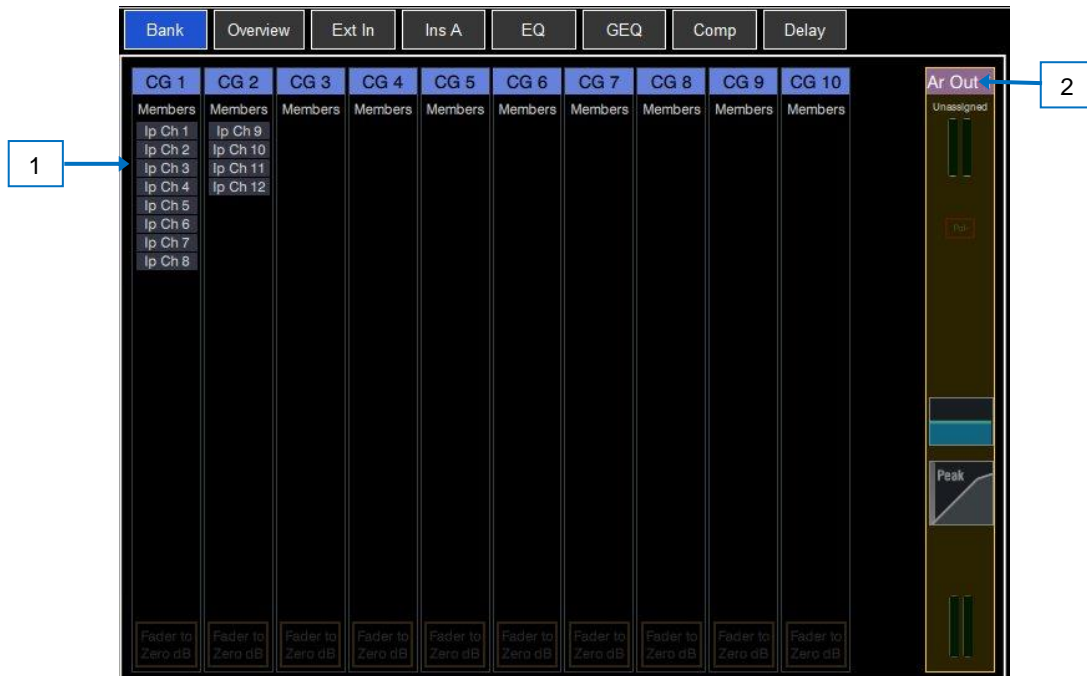 Bank Overview Ext In Ins A EQ GEQ Comp Delay
CG 1 CG 2 CG 3 CG 4 CG 5 CG 6 CG 7 CG 8 CG 9 CG 10 Ar Out
2
Members Members Members Members Members Members Members Members Members Members Unassigned
Ip Ch 1 Ip Ch 9
Ip Ch 2 Ip Ch 10
1
Ip Ch 3 Ip Ch 11
Ip Ch 4 Ip Ch 12
Ip Ch 5
Ip Ch 6
Ip Ch 7
Ip Ch 8
Peak
Fader to Fader to Fader to Fader to Fader to Fader to Fader to Fader to Fader to Fader to
Zero dB Zero dB Zero dB Zero dB Zero dB Zero dB Zero dB Zero dB Zero dB Zero dB